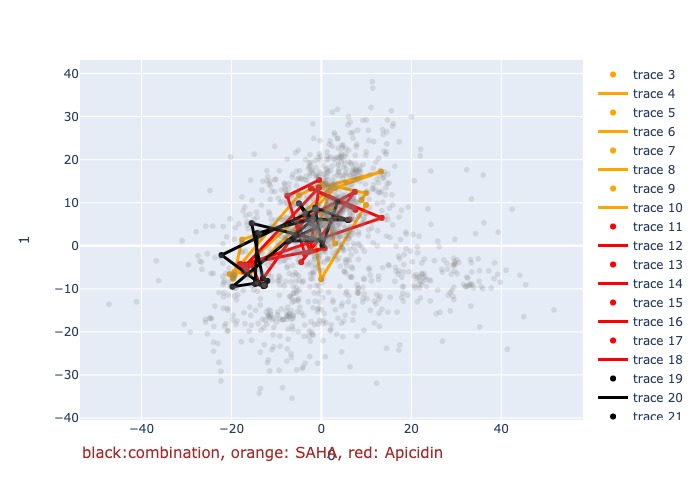 40
30
20
10
0
−10
−20
−30
−40
1
−40
−20
0
20
40
0
black:combination, orange: SAHA, red: Apicidin
trace 3
trace 4
trace 5
trace 6
trace 7
trace 8
trace 9
trace 10
trace 11
trace 12
trace 13
trace 14
trace 15
trace 16
trace 17
trace 18
trace 19
trace 20
trace 21